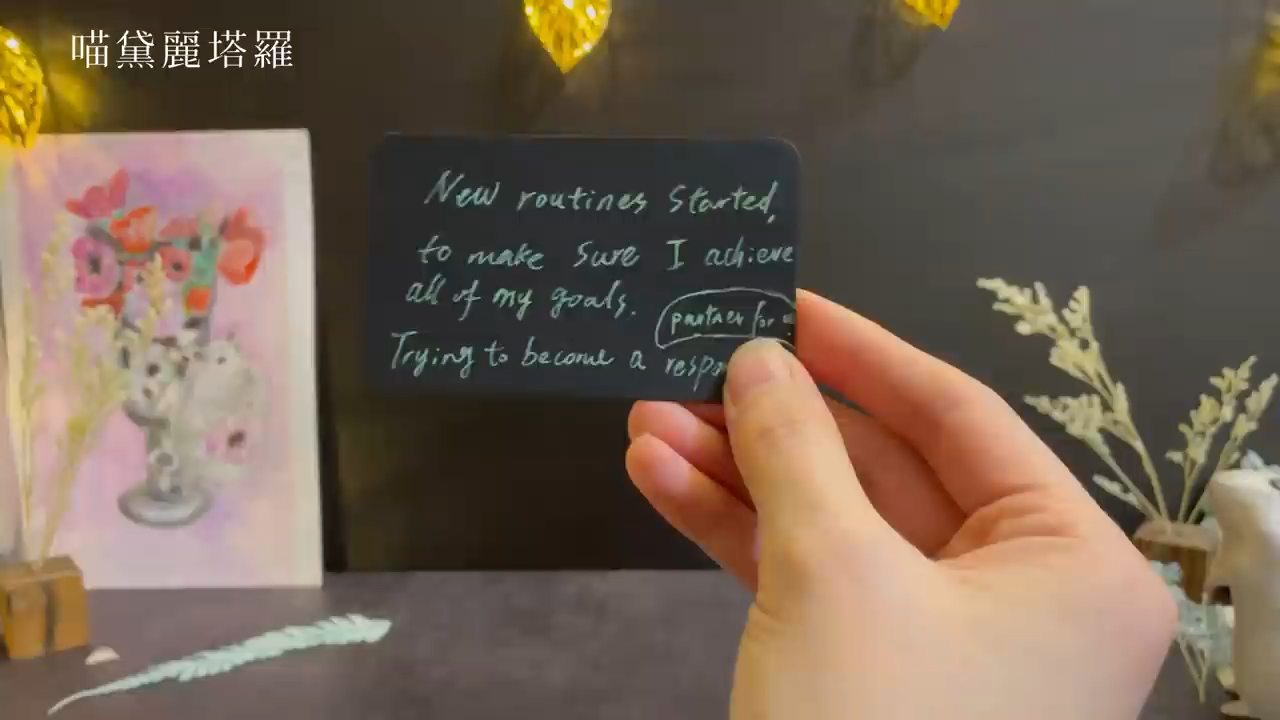 喵黛麗塔羅
New routines started,
to make sure I achieve
all of my goals.
partner for
Trying to become a